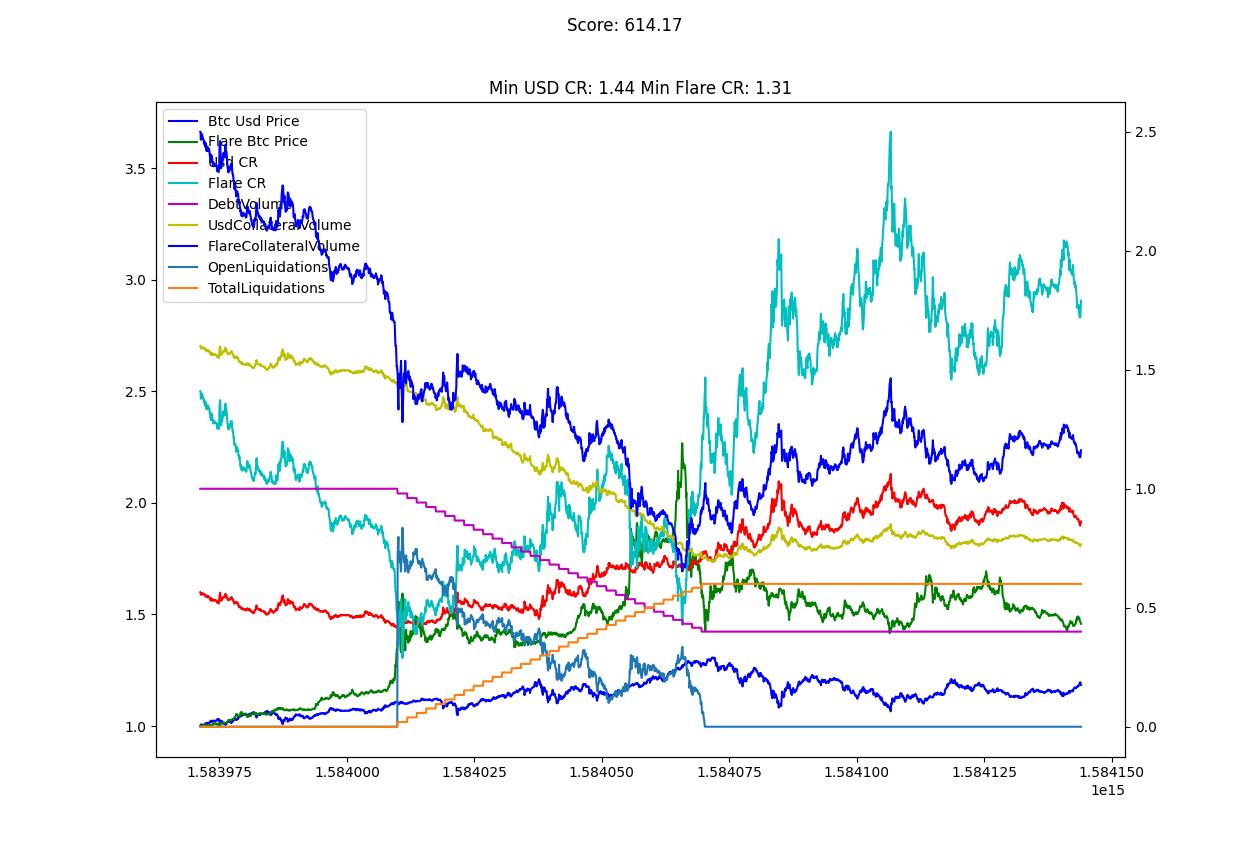 Score: 614.17
Min USD CR: 1.44 Min Flare CR: 1.31
Btc Usd Price
Flare Btc Price
Usd CR
Flare CR
DebtVolume
UsdCollateralVolume
FlareCollateralVolume
OpenLiquidations
TotalLiquidations
3.5
3.0
2.5
2.0
1.5
1.0
2.5
2.0
1.5
1.0
0.5
0.0
1.583975
1.584000
1.584025
1.584050
1.584075
1.584100
1.584125
1.584150
1e15